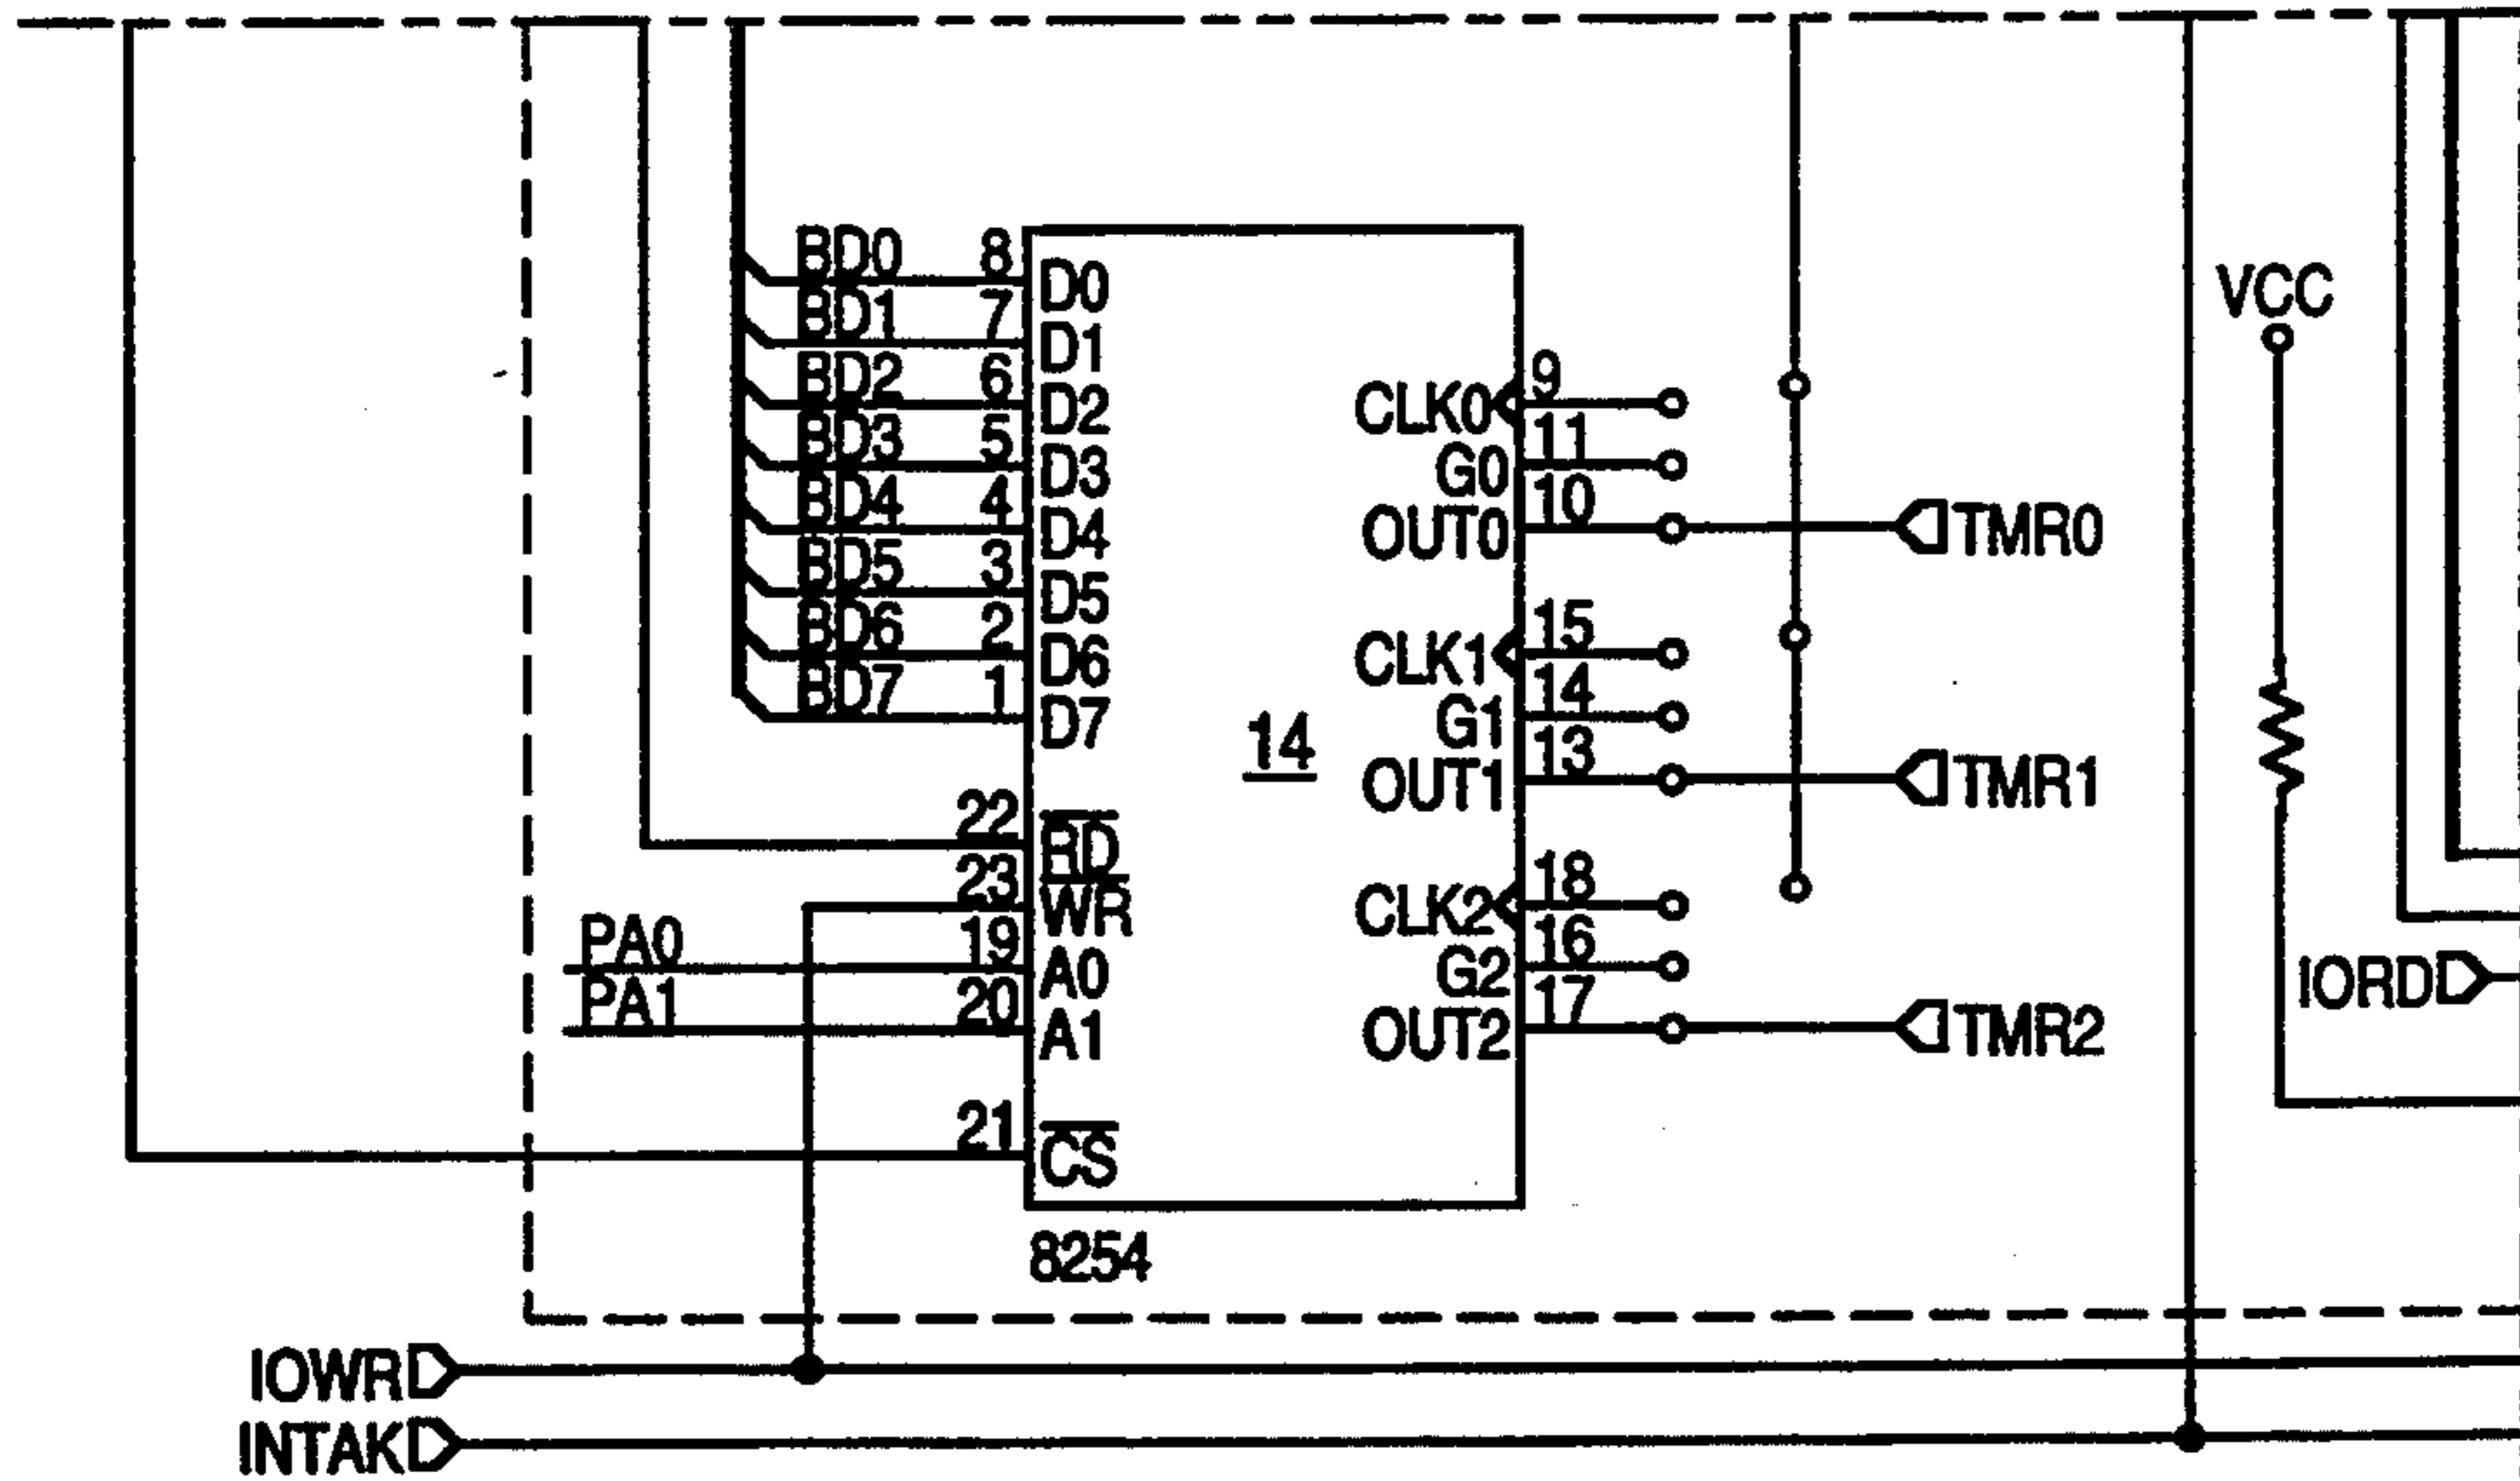 BD0 8 D0
BD1 7 D1
BD2 6 D2
BD3 5 D3
BD4 4 D4
BD5 3 D5
BD6 2 D6
BD7 1 D7
22 RD
23 WR
PA0 19 A0
PA1 20 A1
21 CS
14
CLK0 9
G0 11
OUT0 10 TMR0
CLK1 15
G1 14
OUT1 13 TMR1
CLK2 18
G2 16
OUT2 17 TMR2
8254
VCC
IORD
IOWR
INTAK